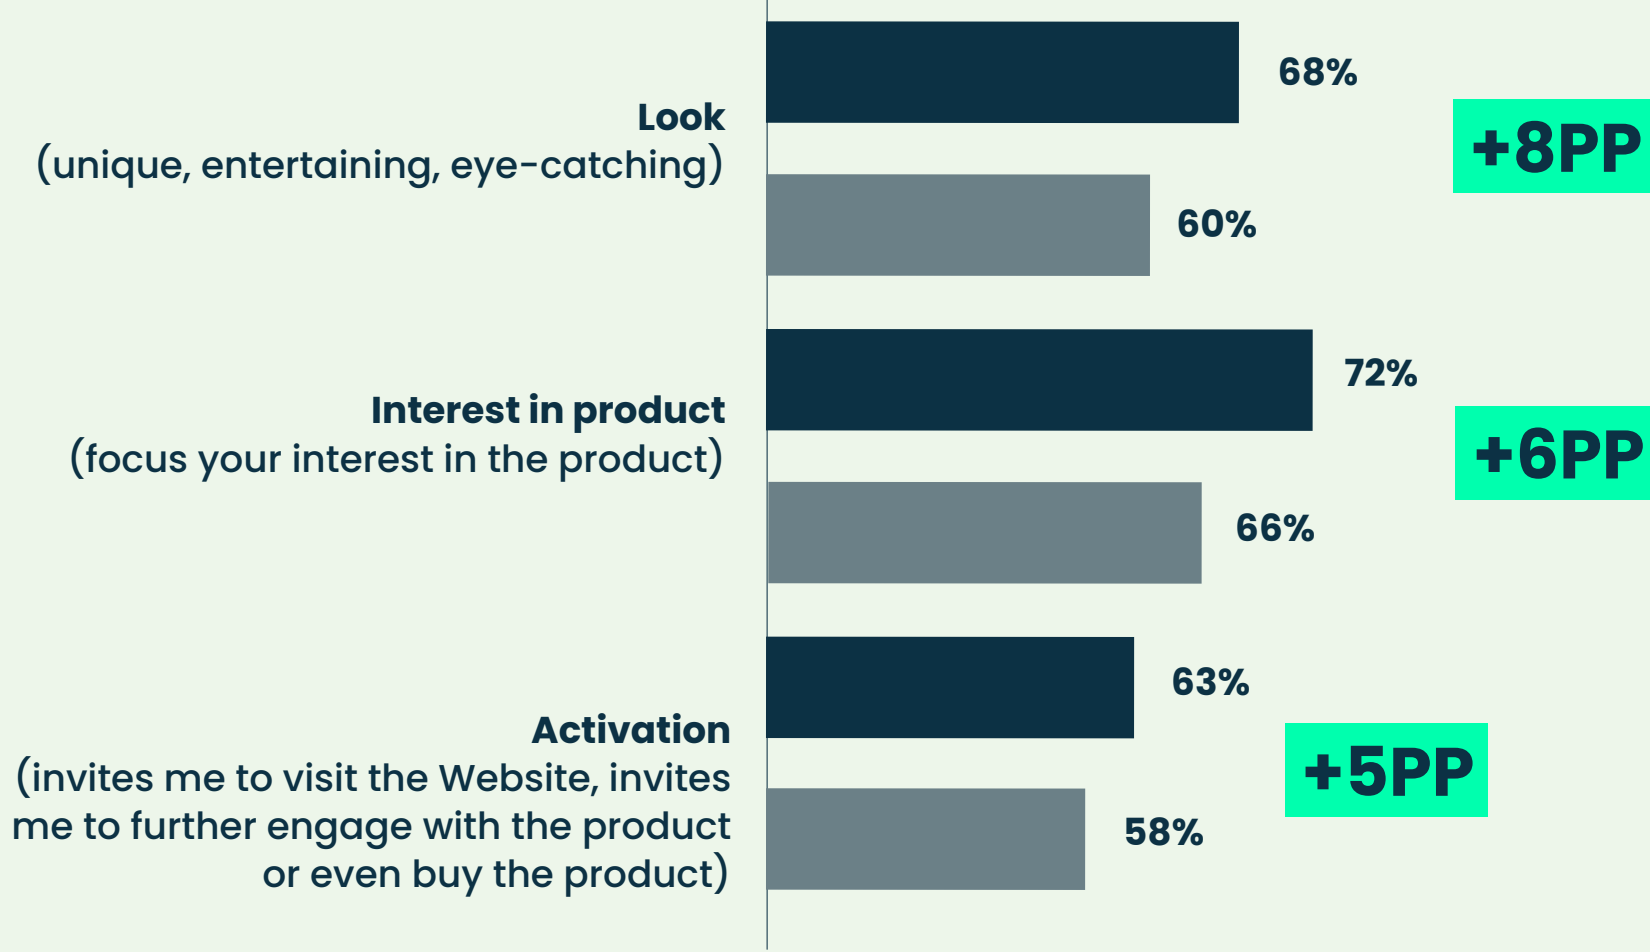 68%
Look
(unique, entertaining, eye-catching)
+8PP
60%
72%
Interest in product
(focus your interest in the product)
+6PP
66%
63%
Activation
(invites me to visit the Website, invites
me to further engage with the product
or even buy the product)
+5PP
58%